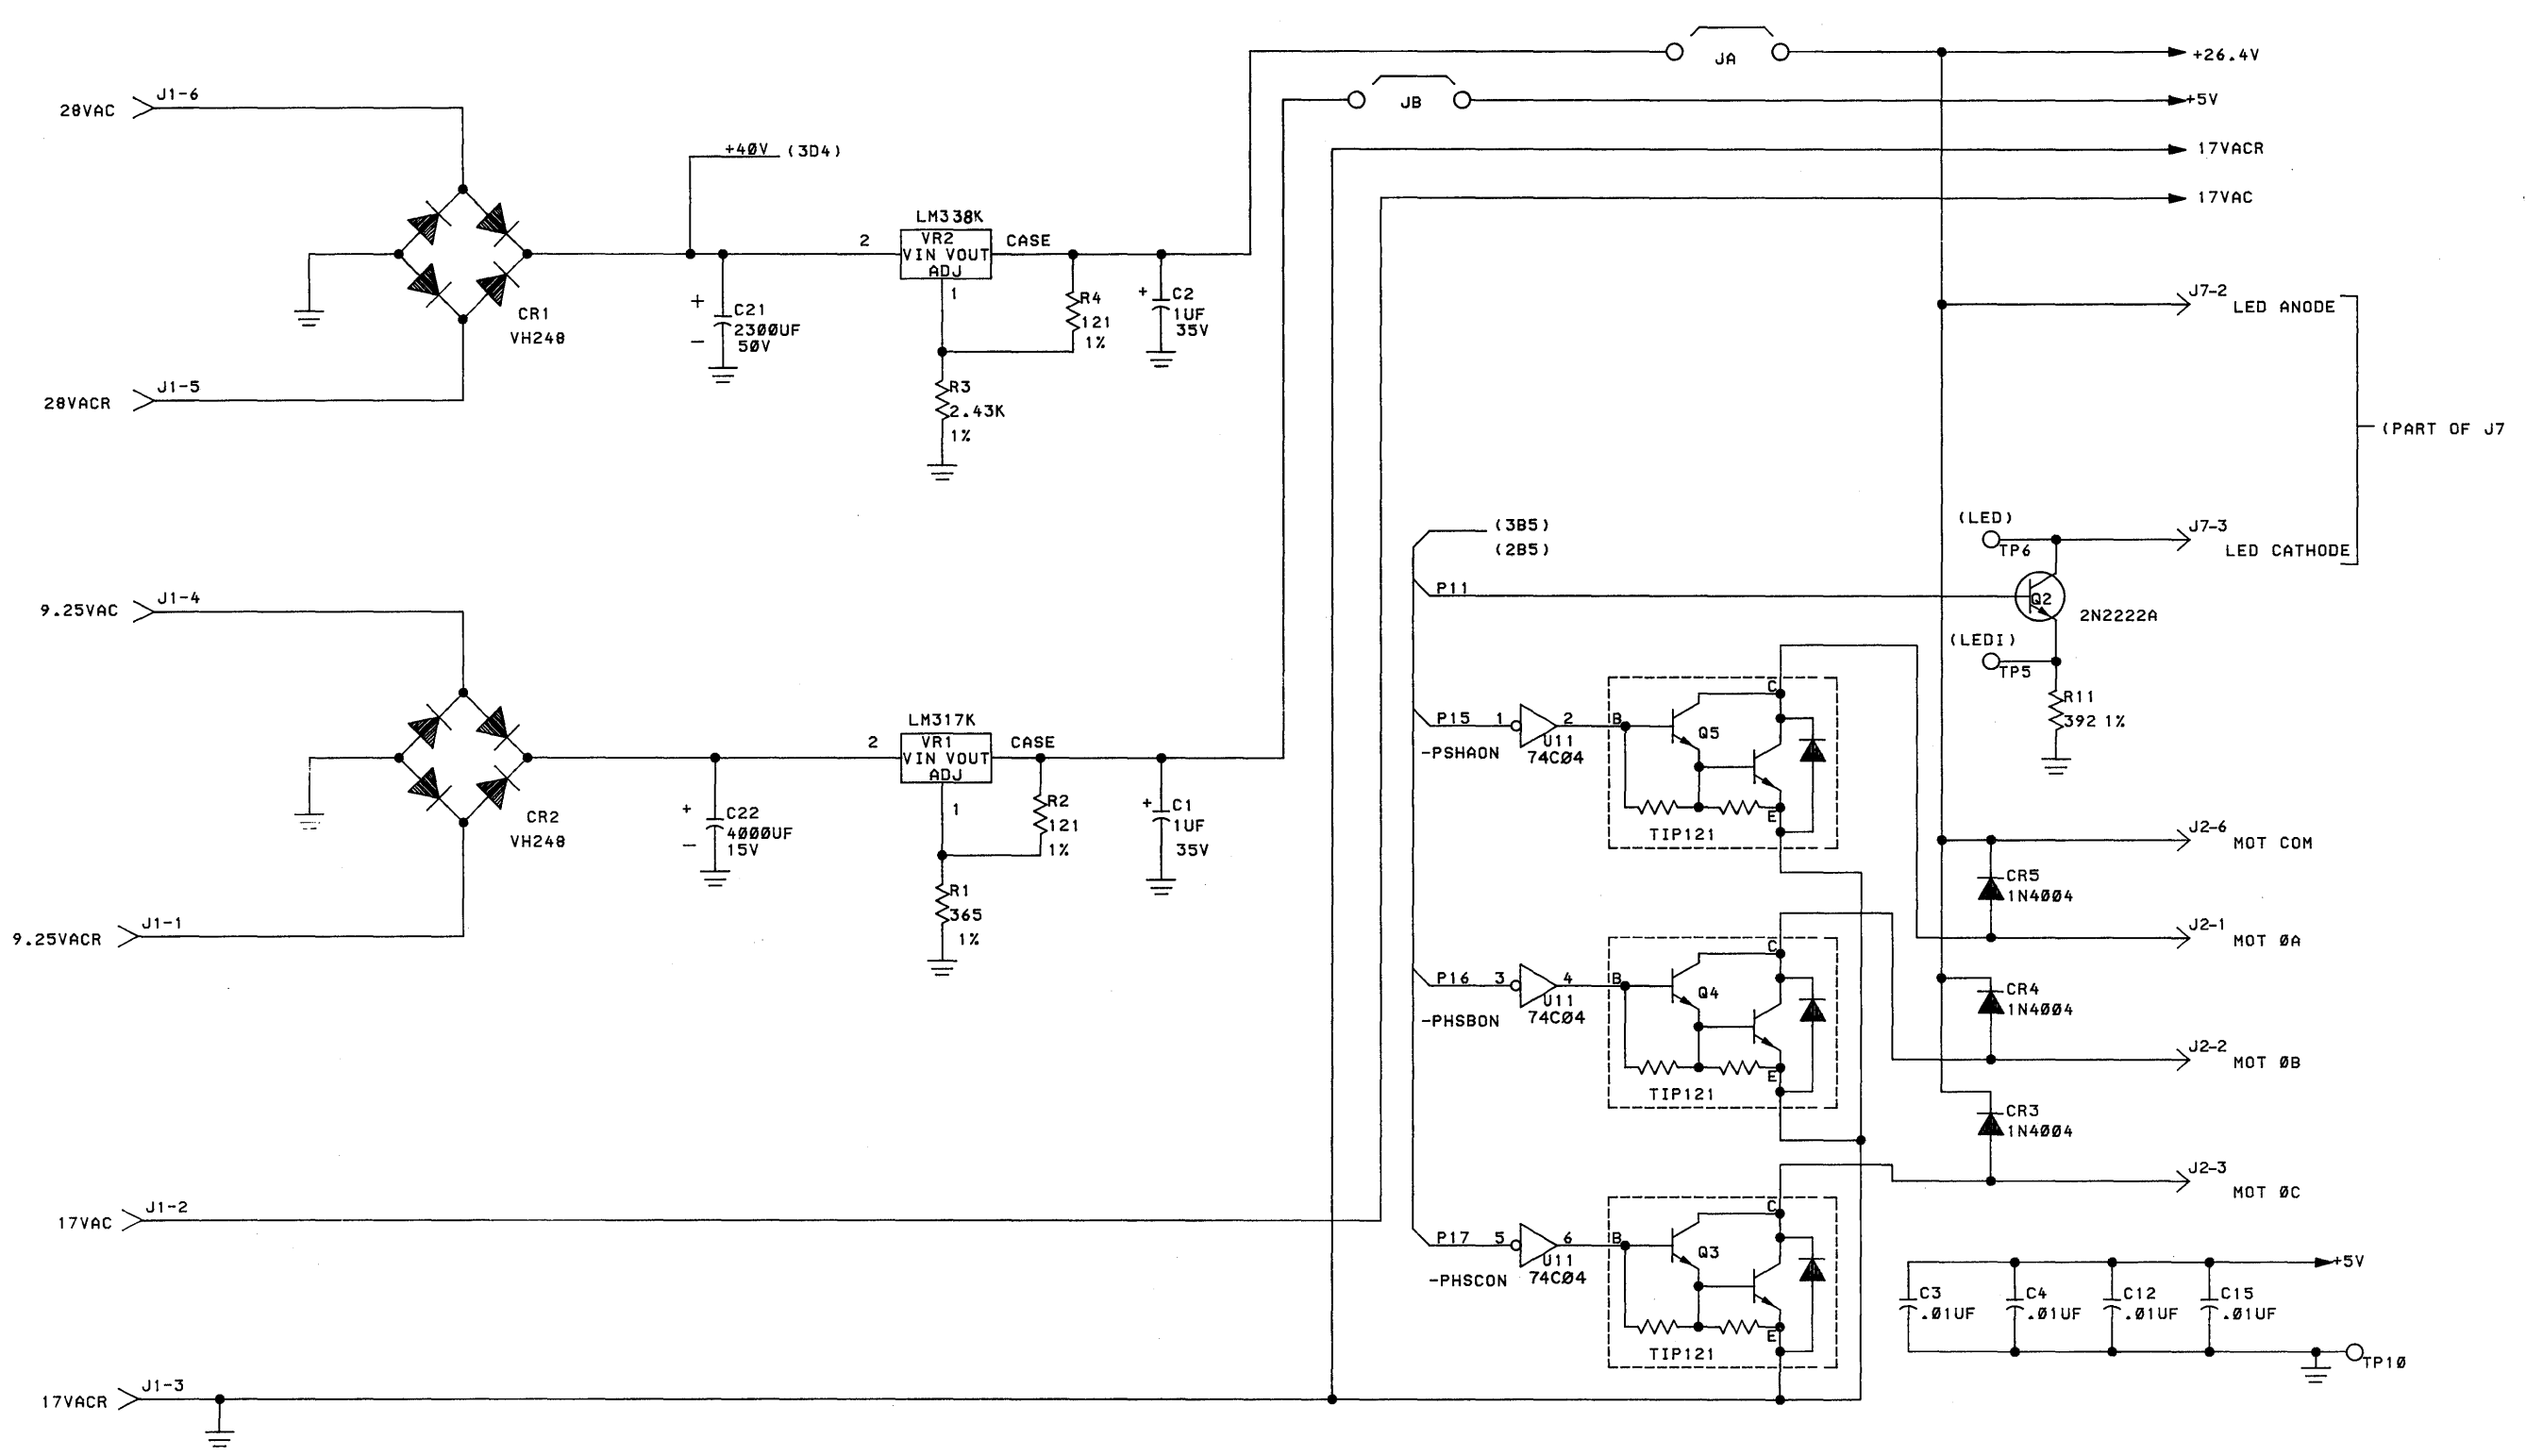 J1-6
28VAC
J1-5
28VACR
CR1
VH248
+40V (3D4)
+
C21
2300UF
50V
−
LM338K
VR2
VIN VOUT
ADJ
2
CASE
1
R4
121
1%
+
C2
1UF
35V
R3
2.43K
1%
JA
+26.4V
JB
+5V
17VACR
17VAC
J7-2
LED ANODE
(PART OF J7
J7-3
LED CATHODE
(LED)
TP6
Q2
2N2222A
(LEDI)
TP5
R11
392 1%
J1-4
9.25VAC
J1-1
9.25VACR
CR2
VH248
+
C22
4000UF
15V
−
LM317K
VR1
VIN VOUT
ADJ
2
CASE
1
R2
121
1%
+
C1
1UF
35V
R1
365
1%
J1-2
17VAC
J1-3
17VACR
(3B5)
(2B5)
P11
P15
1
2
-PSHAON
U11
74C04
B
C
Q5
E
TIP121
P16
3
4
-PHSBON
U11
74C04
B
C
Q4
E
TIP121
P17
5
6
-PHSCON
U11
74C04
B
C
Q3
E
TIP121
J2-6
MOT COM
CR5
1N4004
J2-1
MOT ØA
CR4
1N4004
J2-2
MOT ØB
CR3
1N4004
J2-3
MOT ØC
+5V
C3
.01UF
C4
.01UF
C12
.01UF
C15
.01UF
TP10